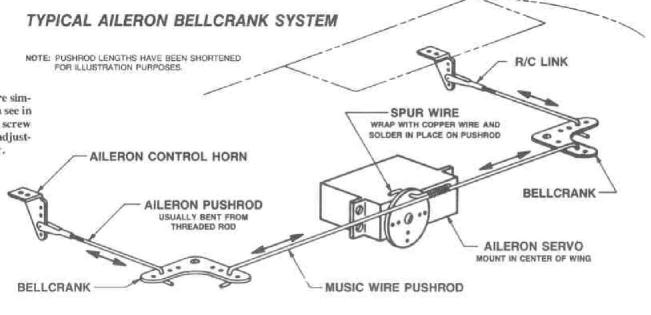 TYPICAL AILERON BELLCRANK SYSTEM
NOTE: PUSHROD LENGTHS HAVE BEEN SHORTENED
FOR ILLUSTRATION PURPOSES.
re sim-
see in
screw
djust-
R/C LINK
SPUR WIRE
WRAP WITH COPPER WIRE AND
SOLDER IN PLACE ON PUSHROD
AILERON CONTROL HORN
AILERON PUSHROD
USUALLY BENT FROM
THREADED ROD
BELLCRANK
AILERON SERVO
MOUNT IN CENTER OF WING
BELLCRANK
MUSIC WIRE PUSHROD